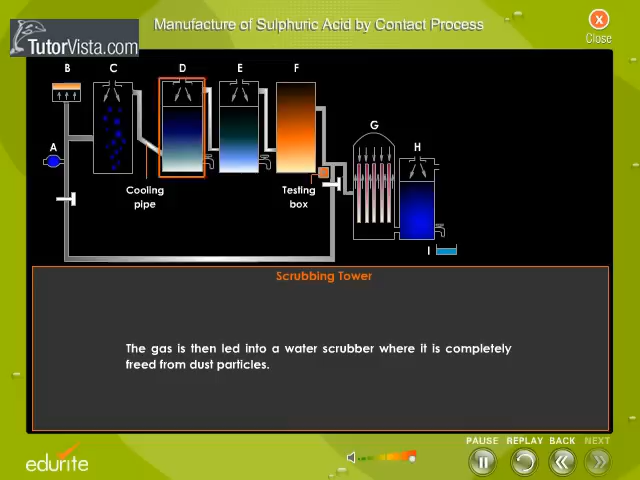 Manufacture of Sulphuric Acid by Contact Process
X
Close
TutorVista.com
B C D E F
G
A
H
Cooling
pipe
Testing
box
I
Scrubbing Tower
The gas is then led into a water scrubber where it is completely
freed from dust particles.
PAUSE REPLAY BACK NEXT
edurite